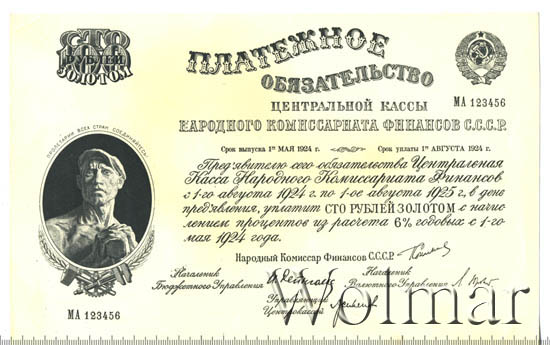 СТО
РУБЛЕЙ
ЗОЛОТОМ
ПЛАТЕЖНОЕ
ОБЯЗАТЕЛЬСТВО
ЦЕНТРАЛЬНОЙ КАССЫ
МА 123456
НАРОДНОГО КОМИССАРИАТА ФИНАНСОВ С.С.С.Р.
Срок выпуска 1го МАЯ 1924 г. Срок уплаты 1го АВГУСТА 1924 г.
ПРОЛЕТАРИИ ВСЕХ СТРАН СОЕДИНЯЙТЕСЬ
Предъявителю сего обязательства Центральная
Касса Народного Комиссариата Финансов
с 1-го августа 1924 г. по 1-ое августа 1925 г., в день
предъявления, уплатит СТО РУБЛЕЙ ЗОЛОТОМ с начис-
лением процентов из расчета 6% годовых с 1-го
мая 1924 года.
Народный Комиссар Финансов С.С.С.Р.
Начальник
Бюджетного Управления
Начальник
Валютного Управления
Управляющий
Центрокассой
МА 123456
Wolmar